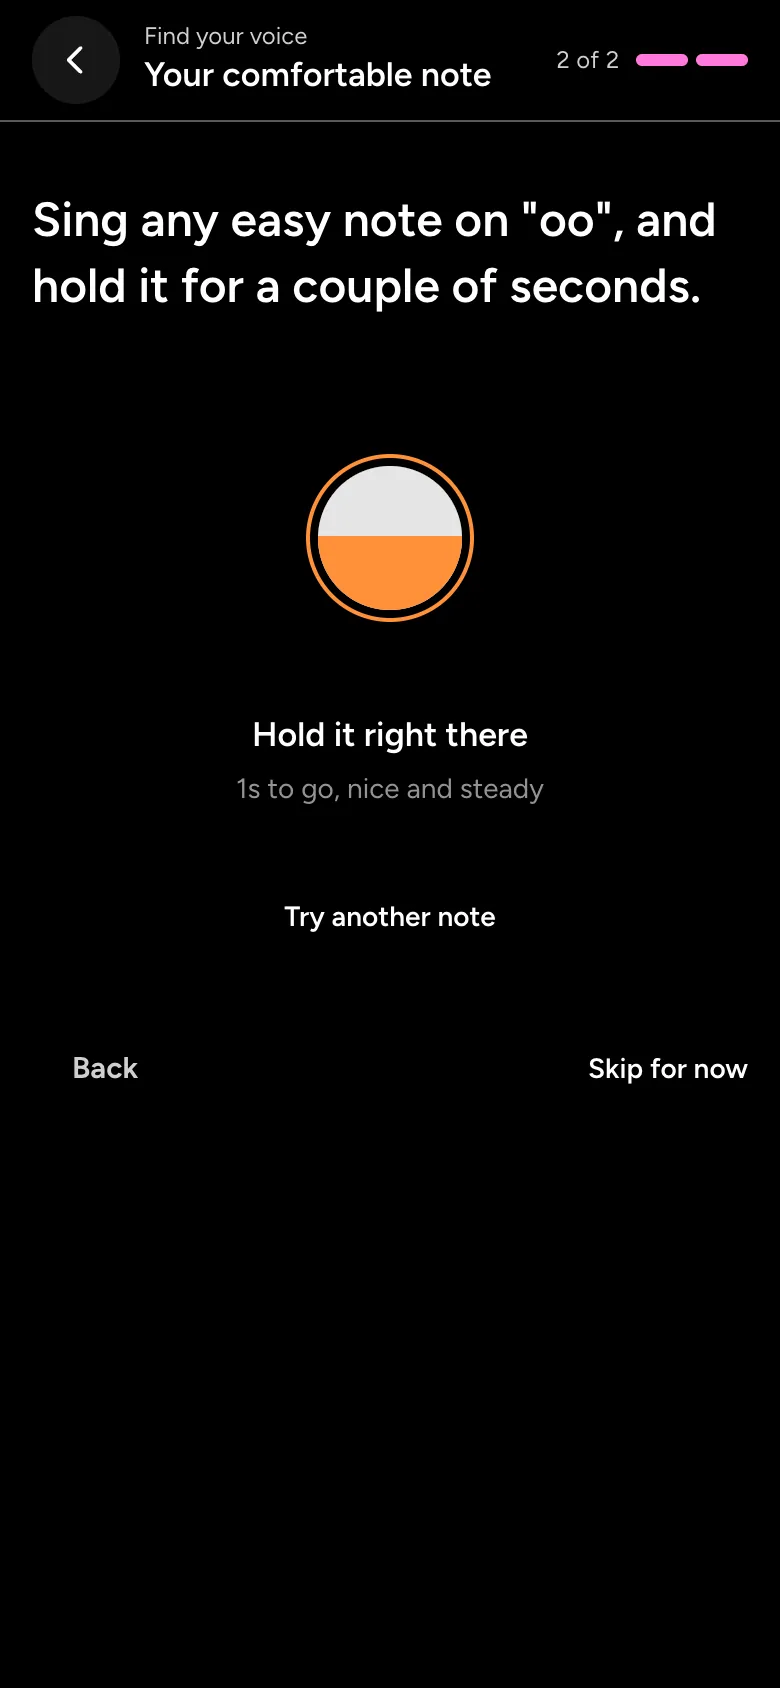 Find your voice
Your comfortable note
2 of 2
Sing any easy note on "oo", and
hold it for a couple of seconds.
Hold it right there
1s to go, nice and steady
Try another note
Back
Skip for now